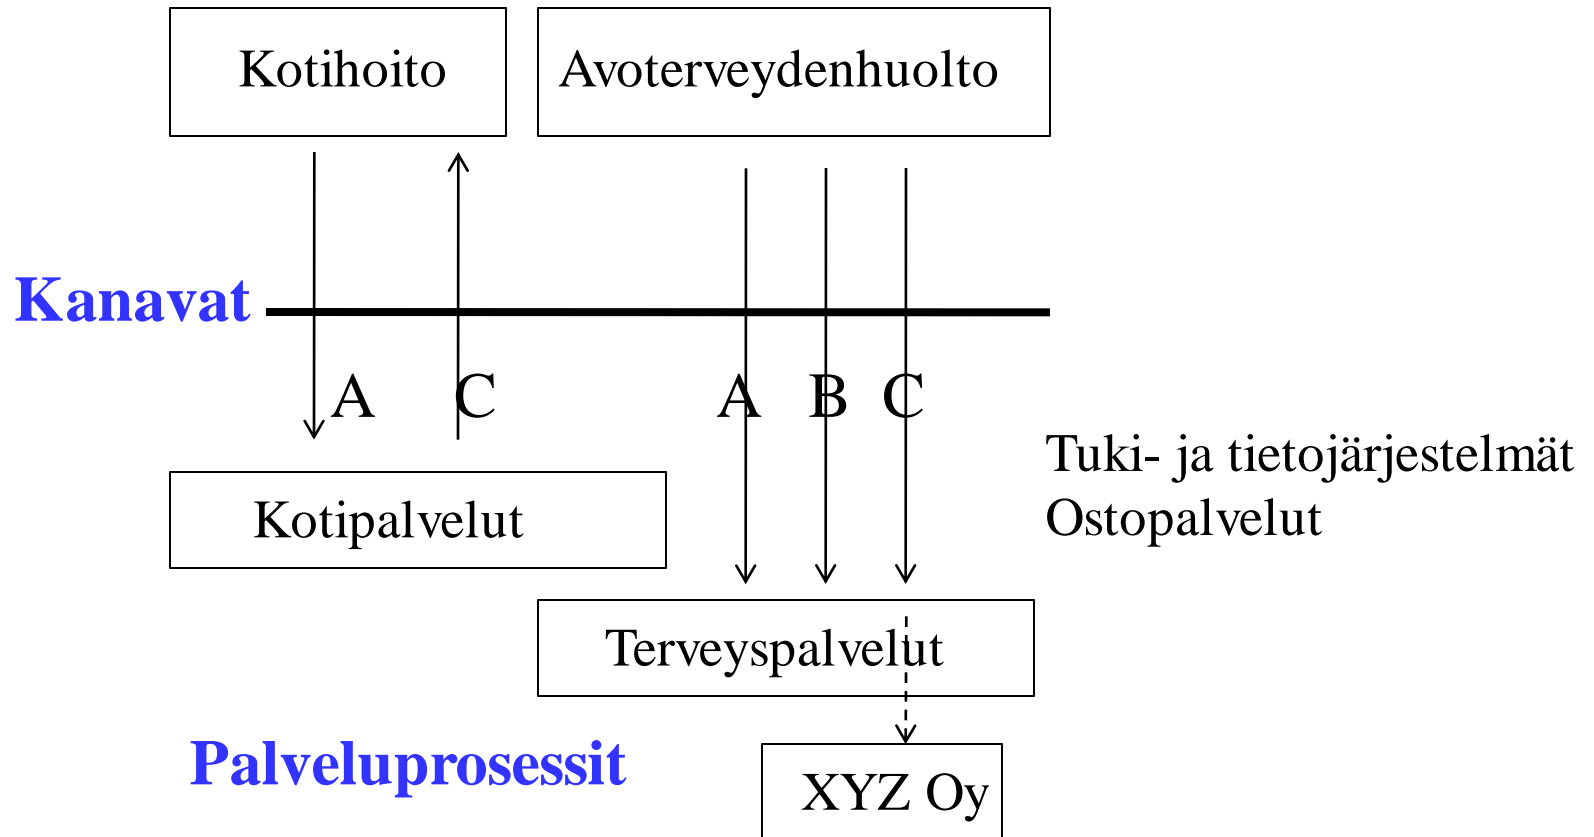 Kotihoito
Avoterveydenhuolto
Kanavat
A C A B C
Tuki- ja tietojärjestelmät
Ostopalvelut
Kotipalvelut
Terveyspalvelut
Palveluprosessit
XYZ Oy